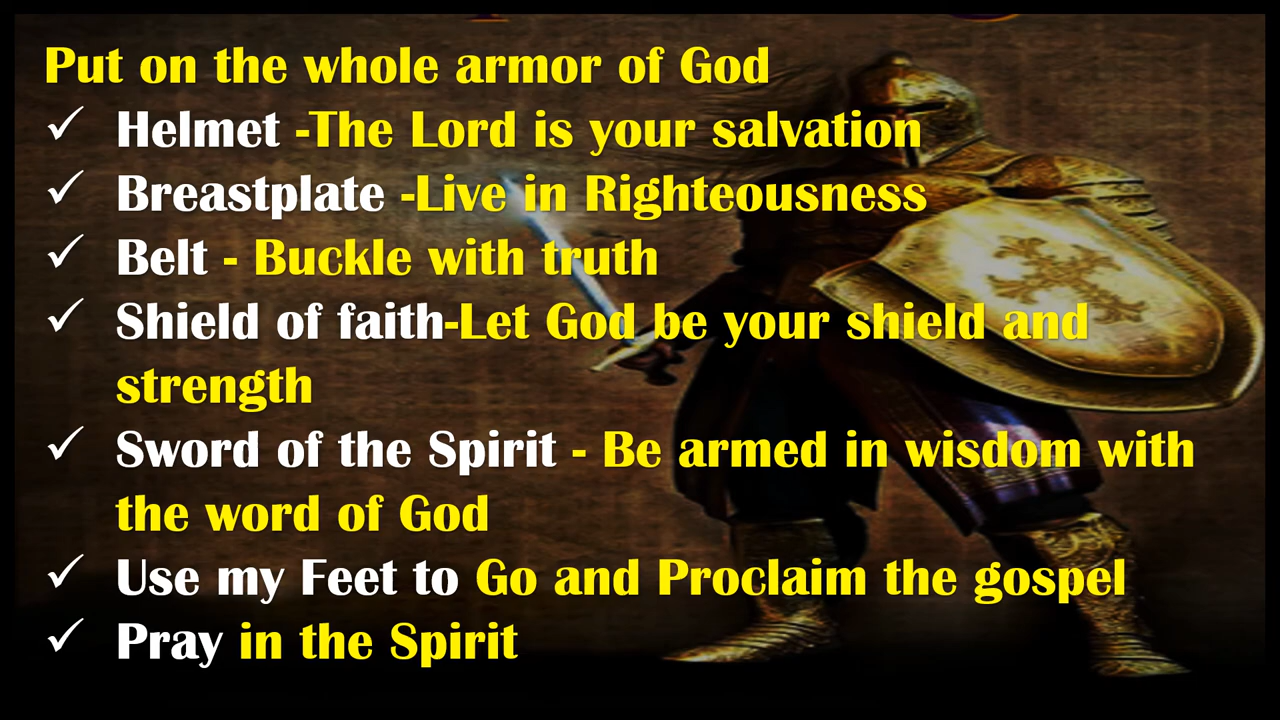 Put on the whole armor of God
✓ Helmet -The Lord is your salvation
✓ Breastplate -Live in Righteousness
✓ Belt - Buckle with truth
✓ Shield of faith-Let God be your shield and
strength
✓ Sword of the Spirit - Be armed in wisdom with
the word of God
✓ Use my Feet to Go and Proclaim the gospel
✓ Pray in the Spirit